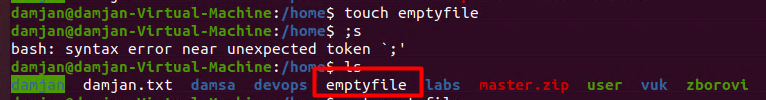 damjan@damjan-Virtual-Machine:/home$ touch emptyfile
damjan@damjan-Virtual-Machine:/home$ ;s
bash: syntax error near unexpected token `;'
damjan@damjan-Virtual-Machine:/home$ ls
damjan damjan.txt damsa devops emptyfile labs master.zip user vuk zborovi